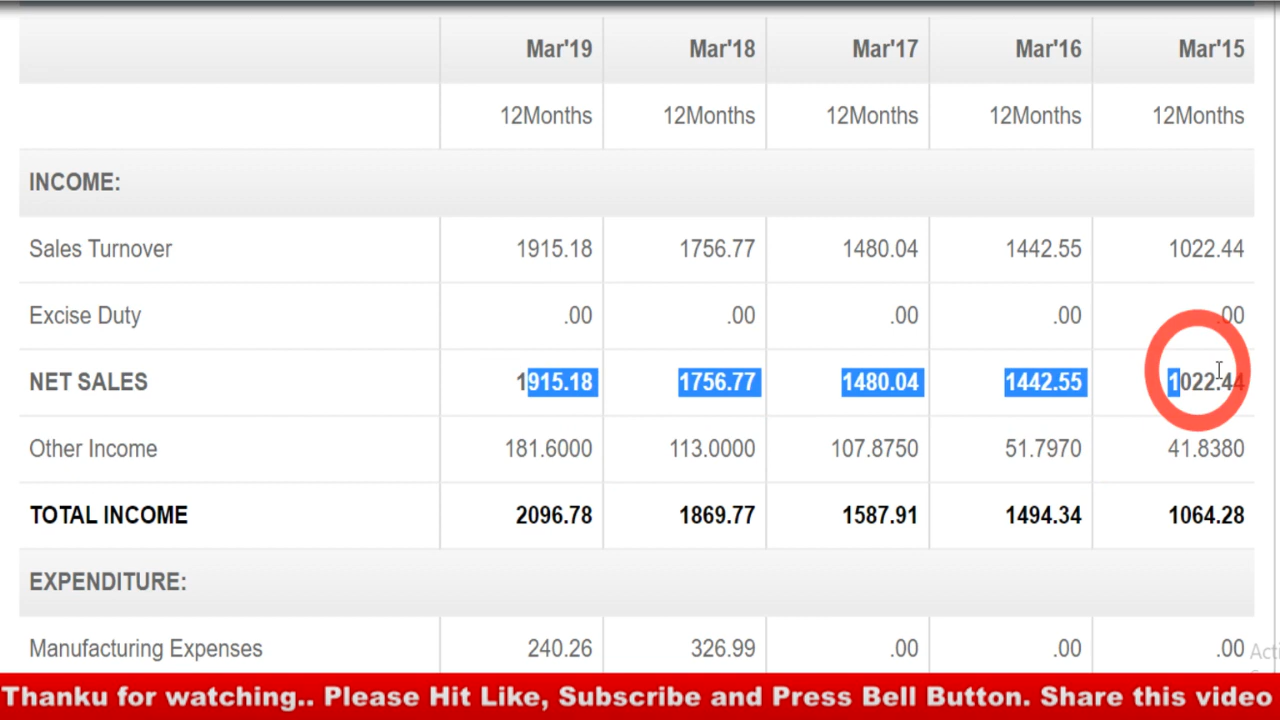 Mar'19 Mar'18 Mar'17 Mar'16 Mar'15
12Months 12Months 12Months 12Months 12Months
INCOME:
Sales Turnover 1915.18 1756.77 1480.04 1442.55 1022.44
Excise Duty .00 .00 .00 .00 .00
NET SALES 1915.18 1756.77 1480.04 1442.55 1022.44
Other Income 181.6000 113.0000 107.8750 51.7970 41.8380
TOTAL INCOME 2096.78 1869.77 1587.91 1494.34 1064.28
EXPENDITURE:
Manufacturing Expenses 240.26 326.99 .00 .00 .00
Thanku for watching.. Please Hit Like, Subscribe and Press Bell Button. Share this video